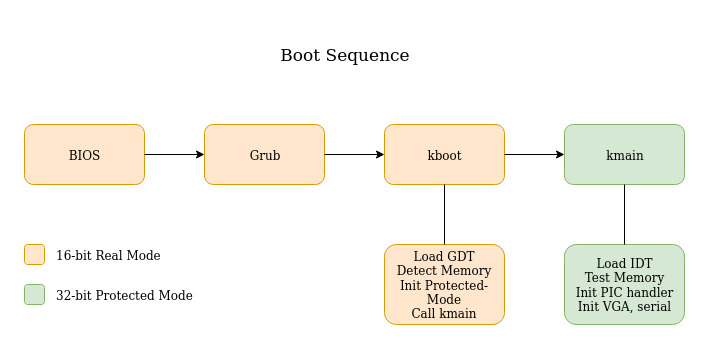 Boot Sequence
BIOS
Grub
kboot
kmain
Load GDT
Detect Memory
Init Protected-
Mode
Call kmain
Load IDT
Test Memory
Init PIC handler
Init VGA, serial
16-bit Real Mode
32-bit Protected Mode